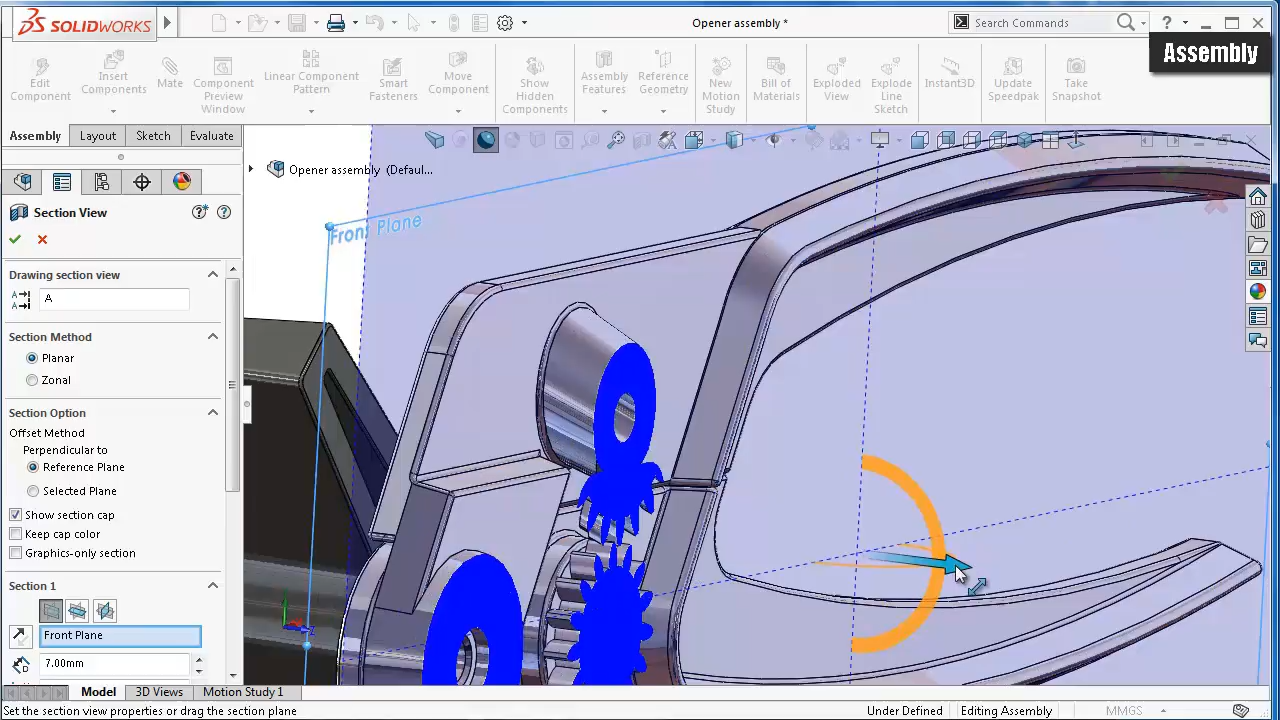 SOLIDWORKS
Opener assembly *
Search Commands
?
Assembly
Edit Component
Insert Components
Mate
Component Preview Window
Linear Component Pattern
Smart Fasteners
Move Component
Show Hidden Components
Assembly Features
Reference Geometry
New Motion Study
Bill of Materials
Exploded View
Explode Line Sketch
Instant3D
Update Speedpak
Take Snapshot
Assembly
Layout
Sketch
Evaluate
Opener assembly (Defaul...
Section View
Front Plane
Drawing section view
A
Section Method
Planar
Zonal
Section Option
Offset Method
Perpendicular to
Reference Plane
Selected Plane
Show section cap
Keep cap color
Graphics-only section
Section 1
Front Plane
7.00mm
Model
3D Views
Motion Study 1
Set the section view properties or drag the section plane
Under Defined
Editing Assembly
MMGS